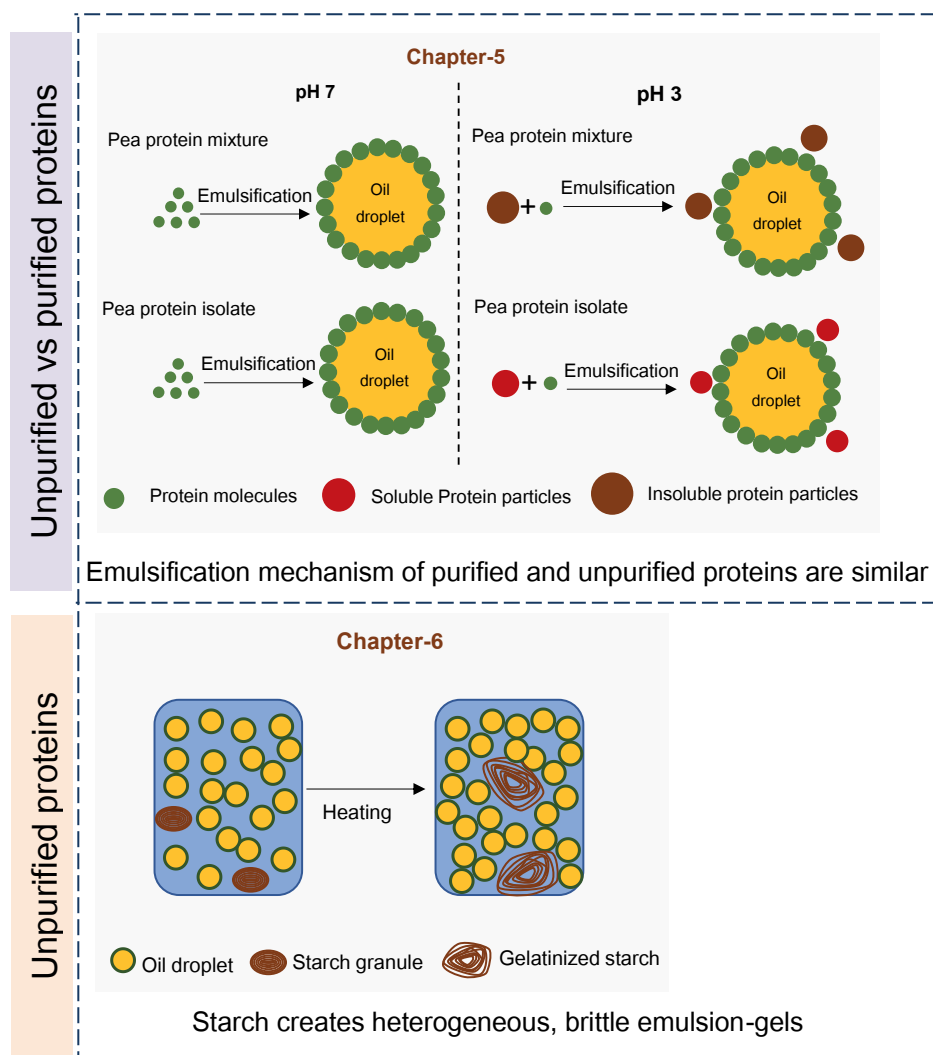 Unpurified vs purified proteins
Chapter-5
pH 7
pH 3
Pea protein mixture
Emulsification
Oil
droplet
Pea protein mixture
+
Emulsification
Oil
droplet
Pea protein isolate
Emulsification
Oil
droplet
Pea protein isolate
+
Emulsification
Oil
droplet
Protein molecules
Soluble Protein particles
Insoluble protein particles
Emulsification mechanism of purified and unpurified proteins are similar
Unpurified proteins
Chapter-6
Heating
Oil droplet
Starch granule
Gelatinized starch
Starch creates heterogeneous, brittle emulsion-gels